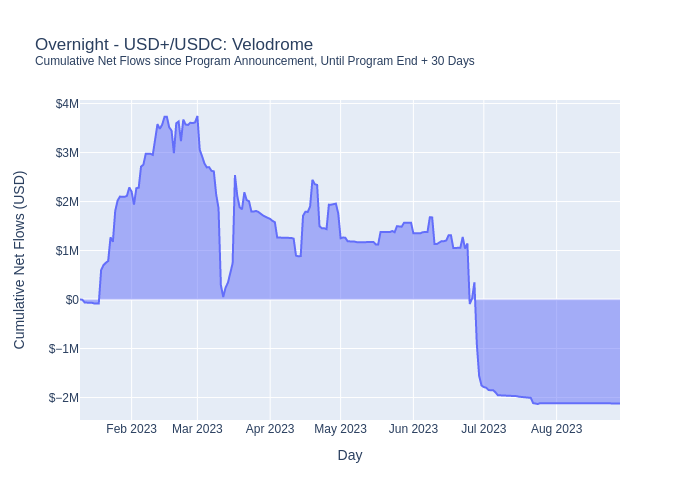 Overnight - USD+/USDC: Velodrome
Cumulative Net Flows since Program Announcement, Until Program End + 30 Days
Cumulative Net Flows (USD)
$4M
$3M
$2M
$1M
$0
$−1M
$−2M
Feb 2023 Mar 2023 Apr 2023 May 2023 Jun 2023 Jul 2023 Aug 2023
Day